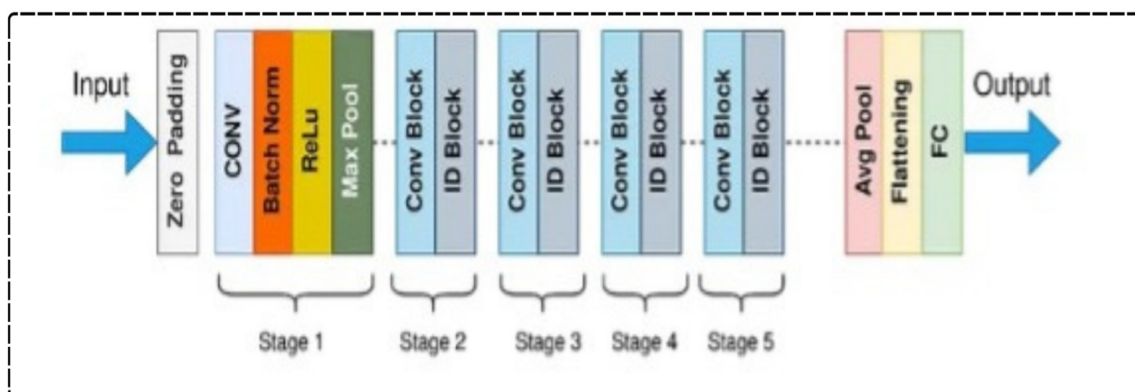 Input
Zero Padding
CONV
Batch Norm
ReLu
Max Pool
Conv Block
ID Block
Conv Block
ID Block
Conv Block
ID Block
Conv Block
ID Block
Avg Pool
Flattening
FC
Output
Stage 1
Stage 2
Stage 3
Stage 4
Stage 5